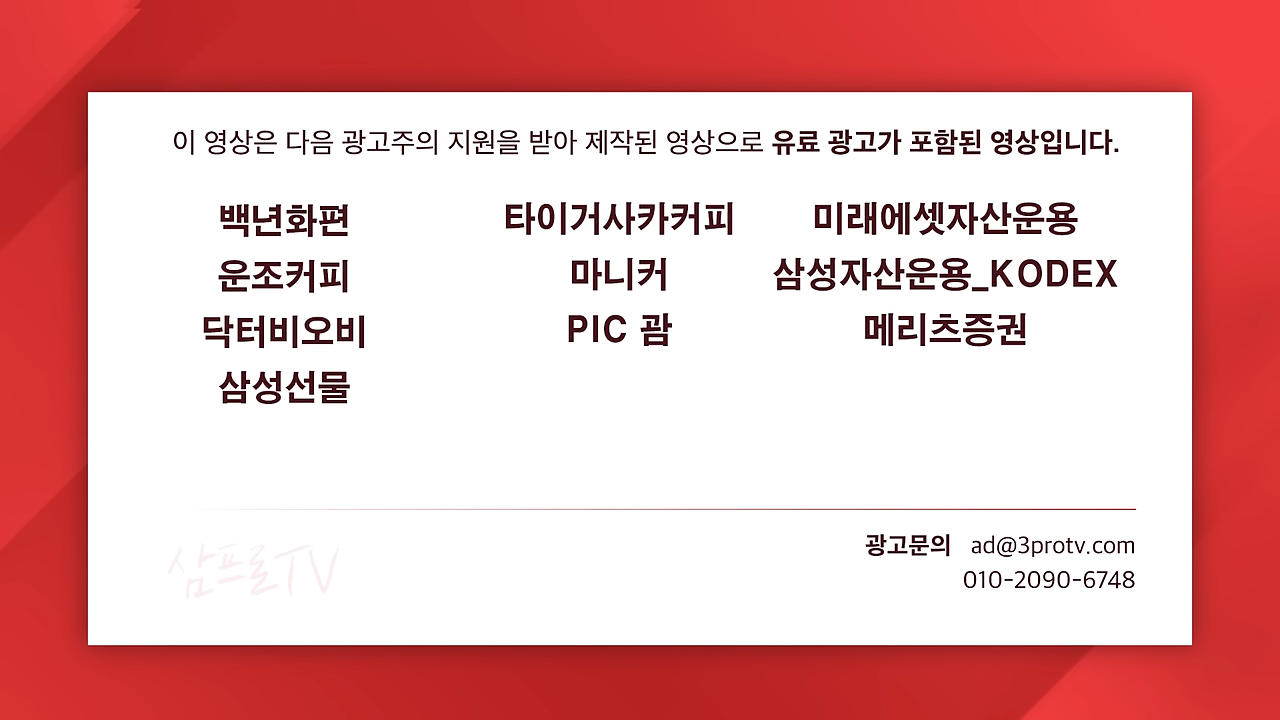 이 영상은 다음 광고주의 지원을 받아 제작된 영상으로 유료 광고가 포함된 영상입니다.
백년화편 타이거사카커피 미래에셋자산운용
운조커피 마니커 삼성자산운용_KODEX
닥터비오비 PIC 괌 메리츠증권
삼성선물
광고문의 ad@3protv.com
010-2090-6748
삼프로TV